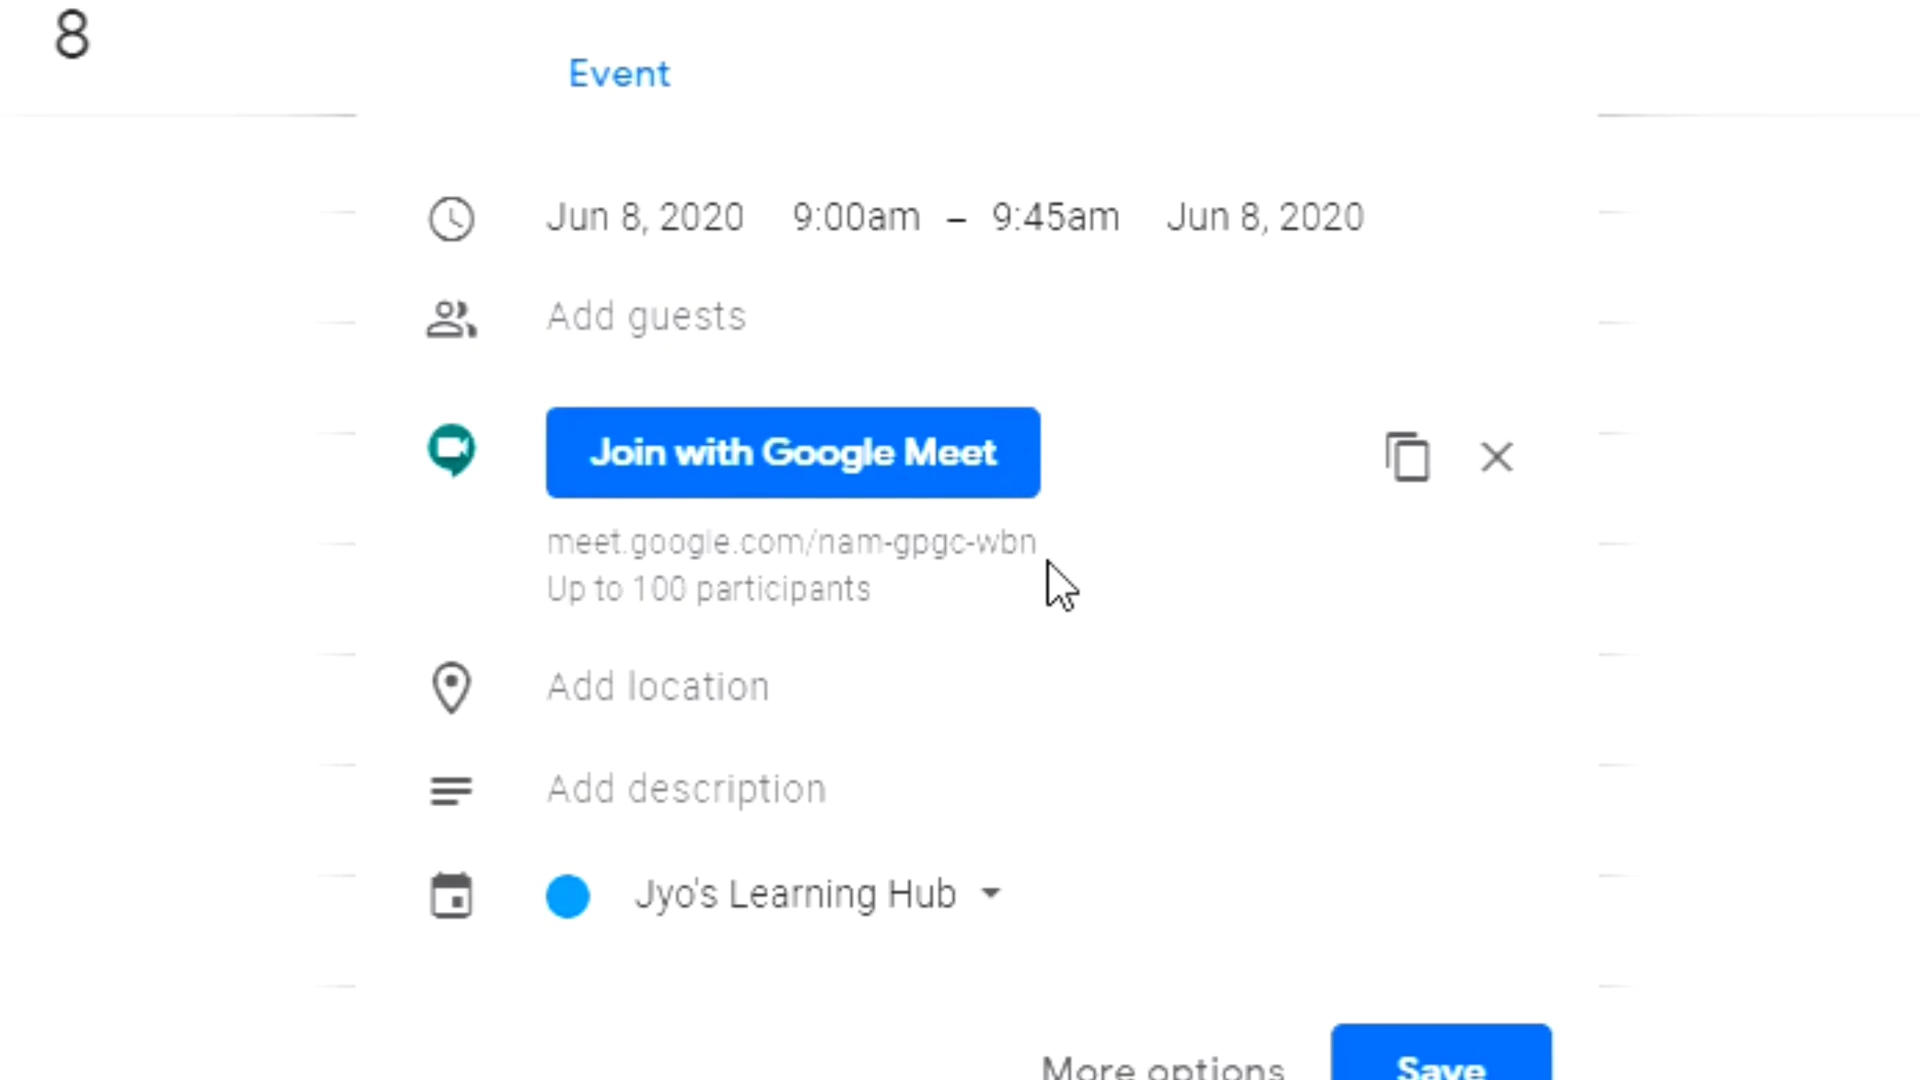 8
Event
Jun 8, 2020 9:00am – 9:45am Jun 8, 2020
Add guests
Join with Google Meet
meet.google.com/nam-gpgc-wbn
Up to 100 participants
Add location
Add description
Jyo's Learning Hub
More options Save